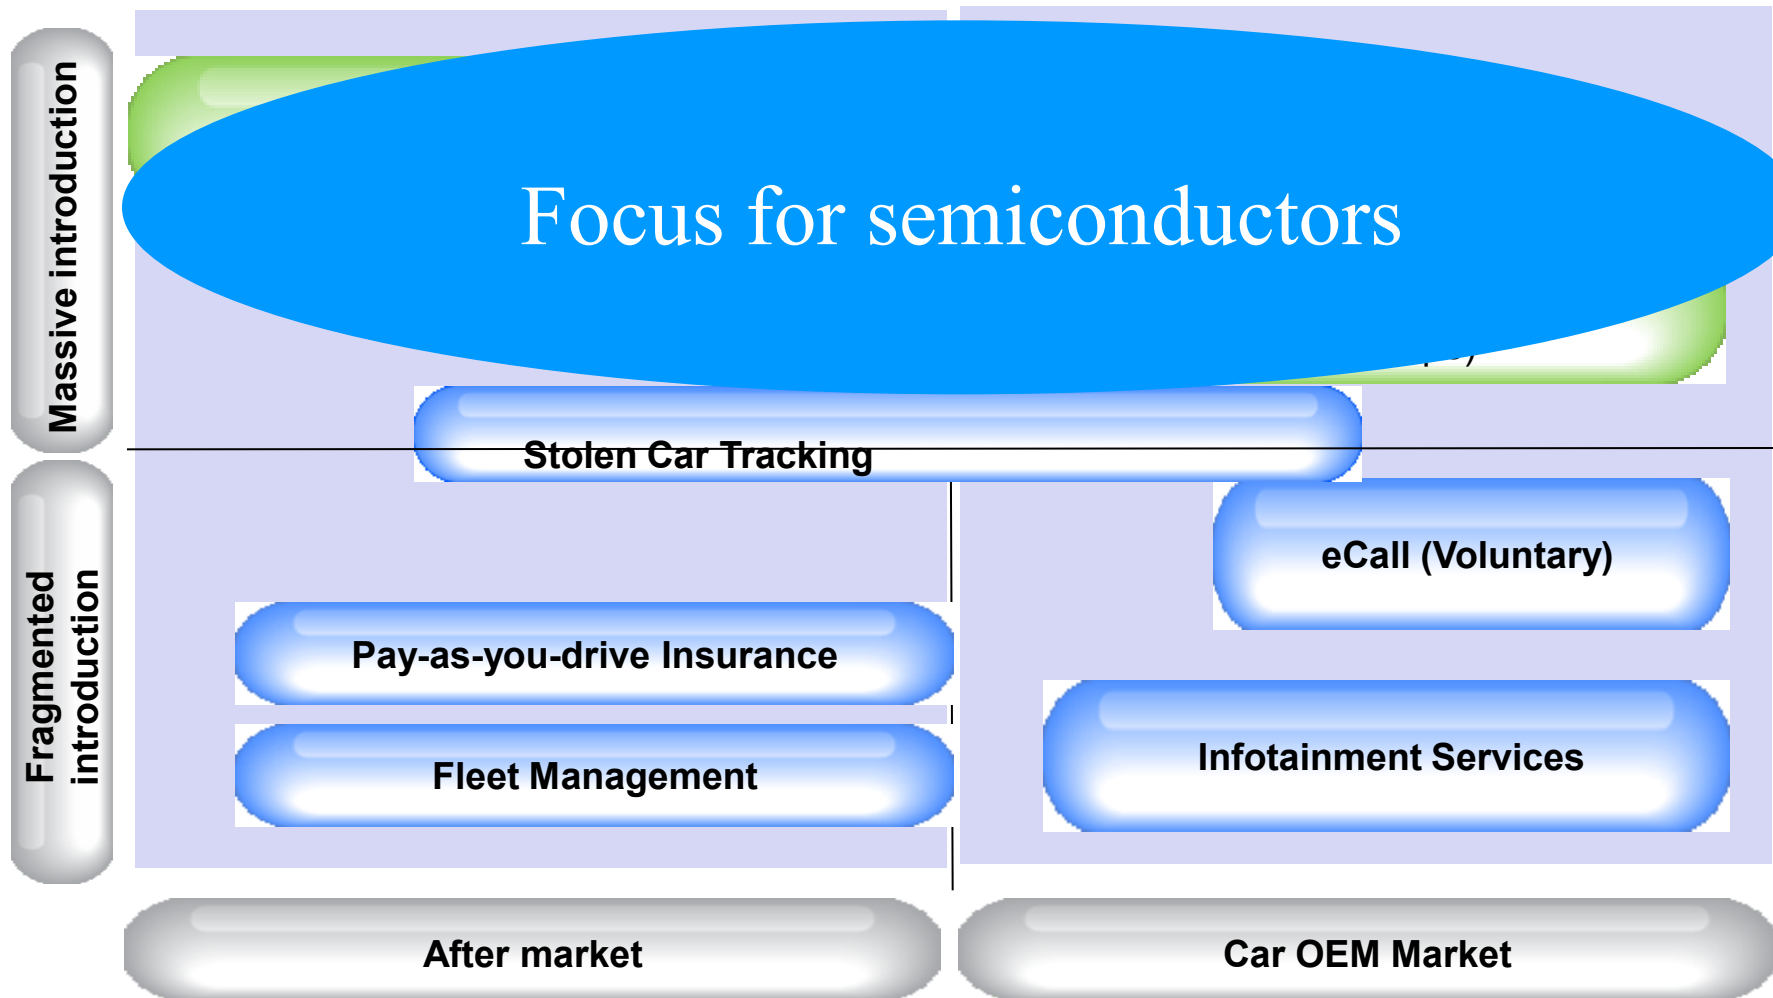 Massive introduction
Focus for semiconductors
Stolen Car Tracking
eCall (Voluntary)
Fragmented
introduction
Pay-as-you-drive Insurance
Fleet Management
Infotainment Services
After market
Car OEM Market